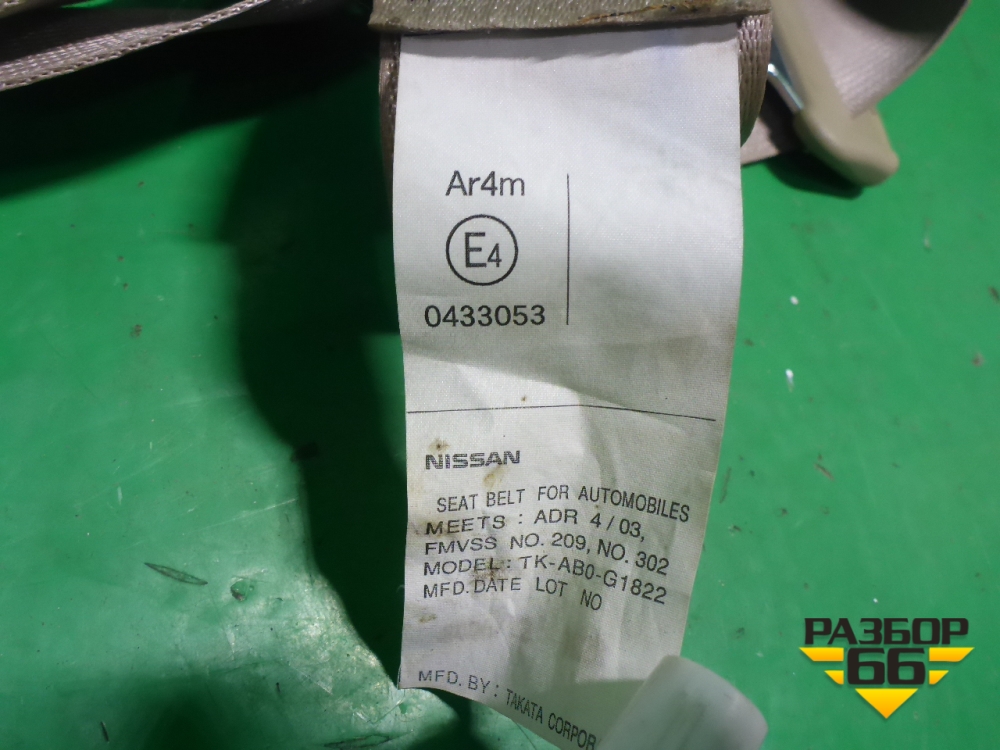 Ar4m
E4
0433053
NISSAN
SEAT BELT FOR AUTOMOBILES
MEETS : ADR 4 / 03,
FMVSS NO. 209, NO. 302
MODEL : TK-AB0-G1822
MFD. DATE LOT NO
MFD. BY : TAKATA CORPOR
РАЗБОР
66